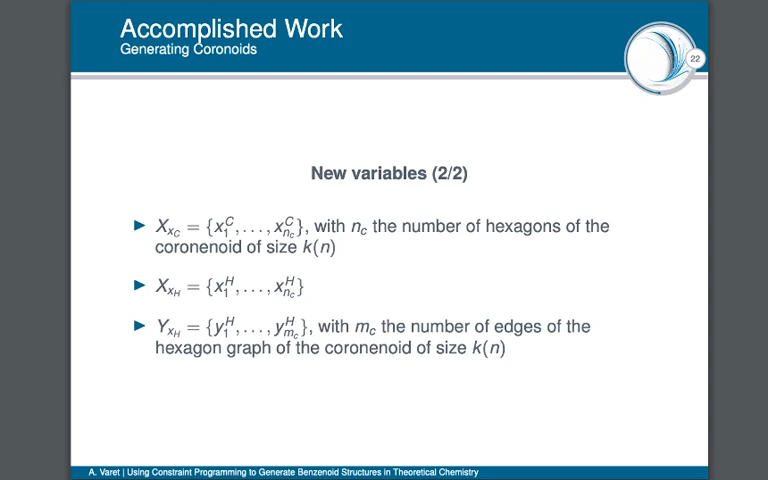 Accomplished Work
Generating Coronoids
22
New variables (2/2)
▶ X_{x_C} = {x_1^C, . . . , x_{n_c}^C}, with n_c the number of hexagons of the
coronenoid of size k(n)
▶ X_{x_H} = {x_1^H, . . . , x_{n_c}^H}
▶ Y_{x_H} = {y_1^H, . . . , y_{m_c}^H}, with m_c the number of edges of the
hexagon graph of the coronenoid of size k(n)
A. Varet | Using Constraint Programming to Generate Benzenoid Structures in Theoretical Chemistry